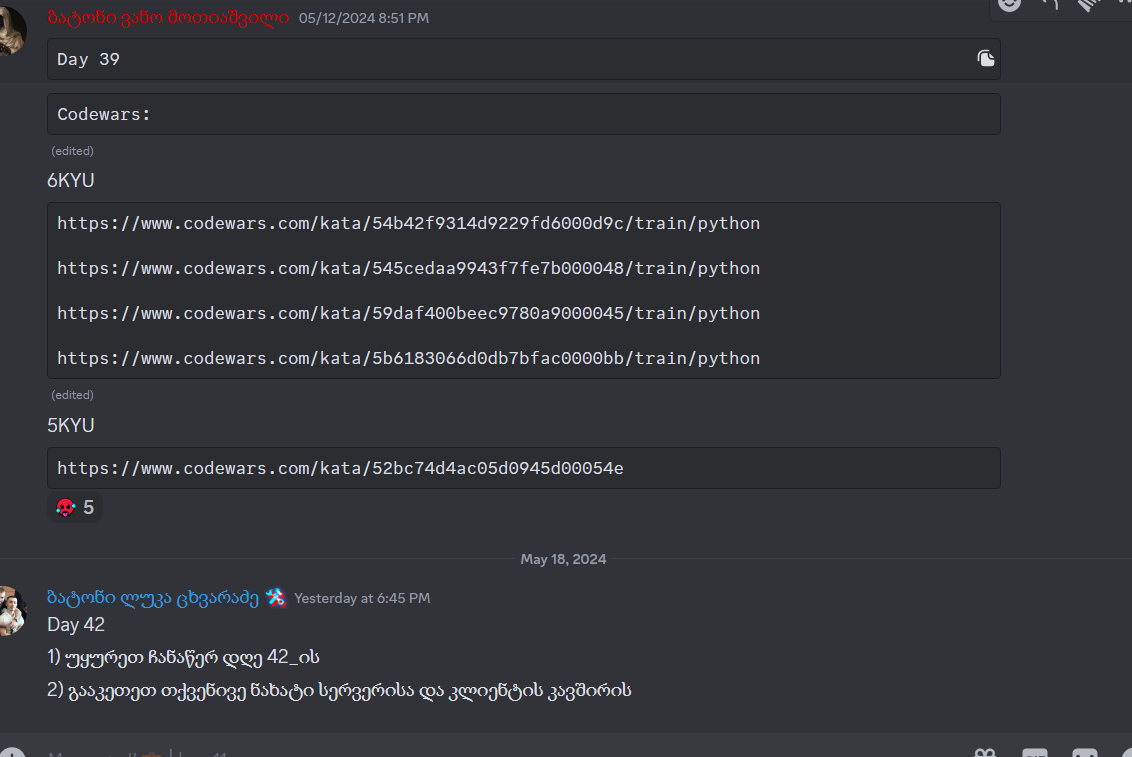 ბატონი ვანო მოთიაშვილი 05/12/2024 8:51 PM
Day 39
Codewars:
(edited)
6KYU
https://www.codewars.com/kata/54b42f9314d9229fd6000d9c/train/python
https://www.codewars.com/kata/545cedaa9943f7fe7b000048/train/python
https://www.codewars.com/kata/59daf400beec9780a9000045/train/python
https://www.codewars.com/kata/5b6183066d0db7bfac0000bb/train/python
(edited)
5KYU
https://www.codewars.com/kata/52bc74d4ac05d0945d00054e
5
May 18, 2024
ბატონი ლუკა ცხვარაძე Yesterday at 6:45 PM
Day 42
1) უყურეთ ჩანაწერ დღე 42_ის
2) გააკეთეთ თქვენივე ნახატი სერვერისა და კლიენტის კავშირის